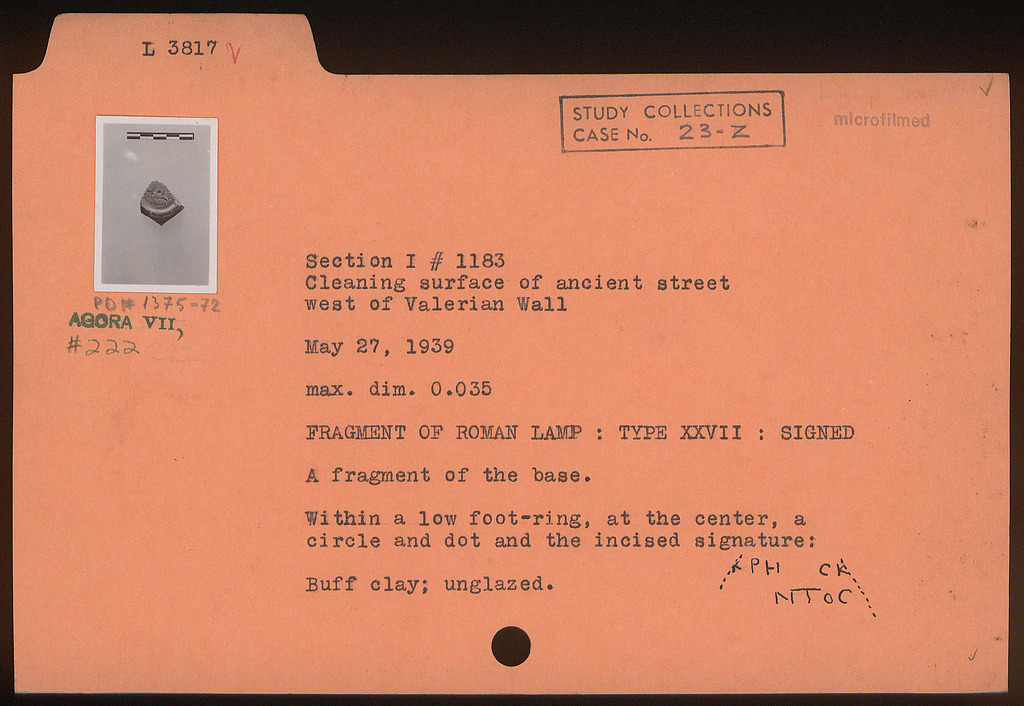 L 3817
STUDY COLLECTIONS
CASE No. 23-Z
microfilmed
Section I # 1183
Cleaning surface of ancient street
west of Valerian Wall
PD# 1375-72
AGORA VII,
#222
May 27, 1939
max. dim. 0.035
FRAGMENT OF ROMAN LAMP : TYPE XXVII : SIGNED
A fragment of the base.
Within a low foot-ring, at the center, a
circle and dot and the incised signature:
ΚΡΗ CK
NTOC
Buff clay; unglazed.